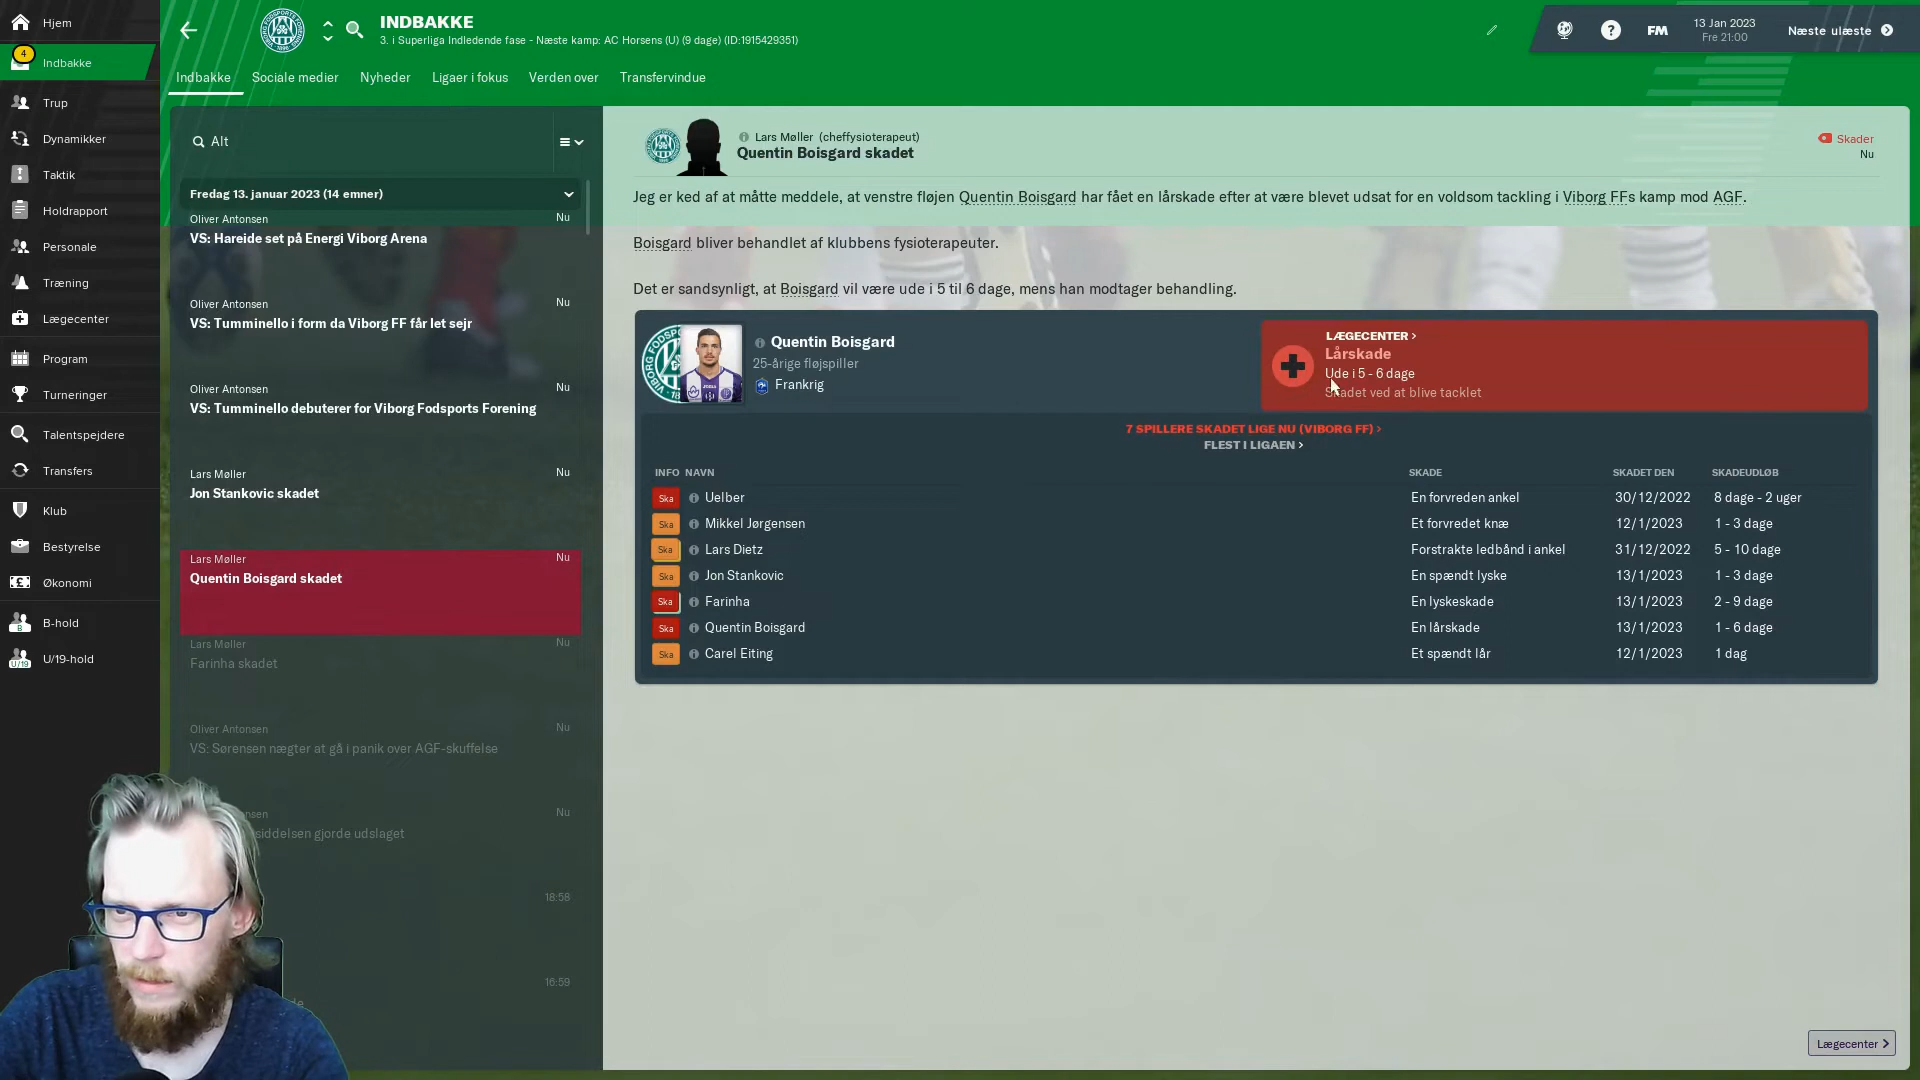 Hjem
4
Indbakke
Trup
Dynamikker
Taktik
Holdrapport
Personale
Træning
Lægecenter
Program
Turneringer
Talentspejdere
Transfers
Klub
Bestyrelse
Økonomi
B-hold
U/19-hold
INDBAKKE
3. i Superliga Indledende fase - Næste kamp: AC Horsens (U) (9 dage) (ID:1915429351)
FM
13 Jan 2023
Fre 21:00
Næste ulæste
Indbakke
Sociale medier
Nyheder
Ligaer i fokus
Verden over
Transfervindue
Alt
Fredag 13. januar 2023 (14 emner)
Oliver Antonsen
Nu
VS: Hareide set på Energi Viborg Arena
Oliver Antonsen
Nu
VS: Tumminello i form da Viborg FF får let sejr
Oliver Antonsen
Nu
VS: Tumminello debuterer for Viborg Fodsports Forening
Lars Møller
Nu
Jon Stankovic skadet
Lars Møller
Nu
Quentin Boisgard skadet
Lars Møller
Nu
Farinha skadet
Oliver Antonsen
Nu
VS: Sørensen nægter at gå i panik over AGF-skuffelse
Nu
siddelsen gjorde udslaget
18:58
16:59
Lars Møller (cheffysioterapeut)
Quentin Boisgard skadet
Skader
Nu
Jeg er ked af at måtte meddele, at venstre fløjen Quentin Boisgard har fået en lårskade efter at være blevet udsat for en voldsom tackling i Viborg FFs kamp mod AGF.
Boisgard bliver behandlet af klubbens fysioterapeuter.
Det er sandsynligt, at Boisgard vil være ude i 5 til 6 dage, mens han modtager behandling.
Quentin Boisgard
25-årige fløjspiller
Frankrig
LÆGECENTER >
Lårskade
Ude i 5 - 6 dage
Skadet ved at blive tacklet
7 SPILLERE SKADET LIGE NU (VIBORG FF) >
FLEST I LIGAEN >
INFO NAVN SKADE SKADET DEN SKADEUDLØB
Ska Uelber En forvreden ankel 30/12/2022 8 dage - 2 uger
Ska Mikkel Jørgensen Et forvredet knæ 12/1/2023 1 - 3 dage
Ska Lars Dietz Forstrakte ledbånd i ankel 31/12/2022 5 - 10 dage
Ska Jon Stankovic En spændt lyske 13/1/2023 1 - 3 dage
Ska Farinha En lyskeskade 13/1/2023 2 - 9 dage
Ska Quentin Boisgard En lårskade 13/1/2023 1 - 6 dage
Ska Carel Eiting Et spændt lår 12/1/2023 1 dag
Lægecenter >